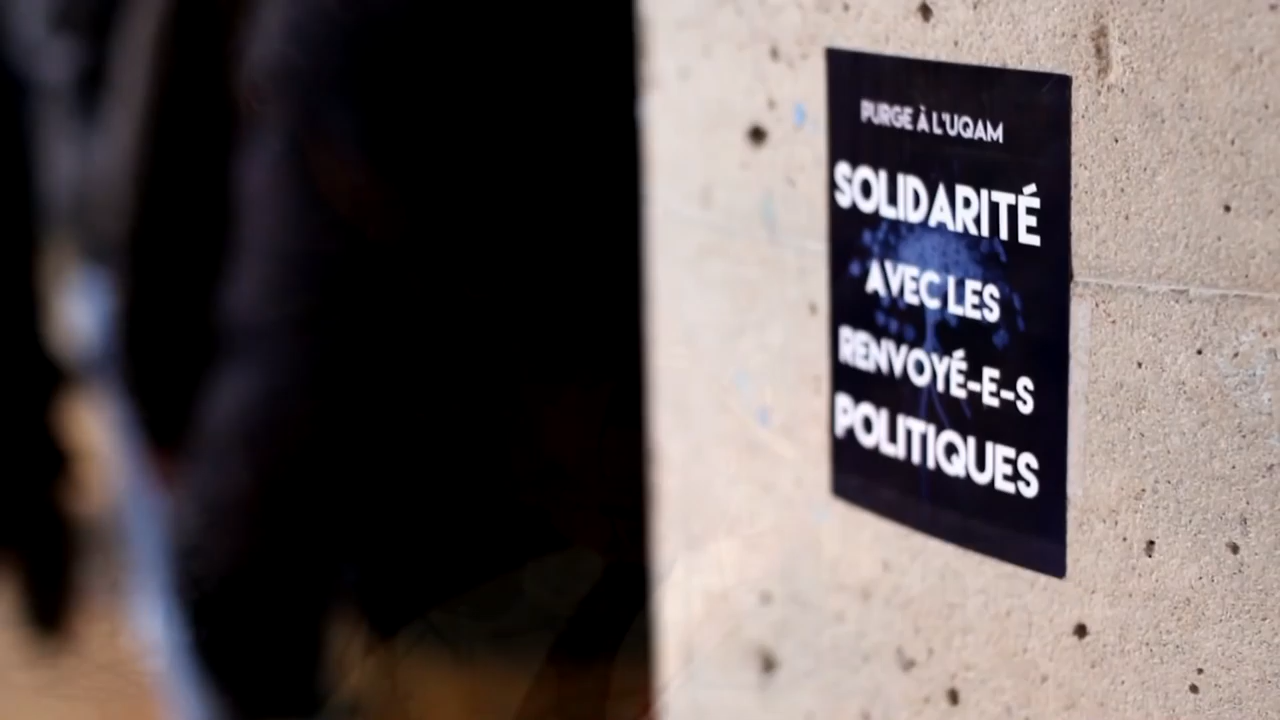 PURGE À L'UQAM
SOLIDARITÉ
AVEC LES
RENVOYÉ-E-S
POLITIQUES